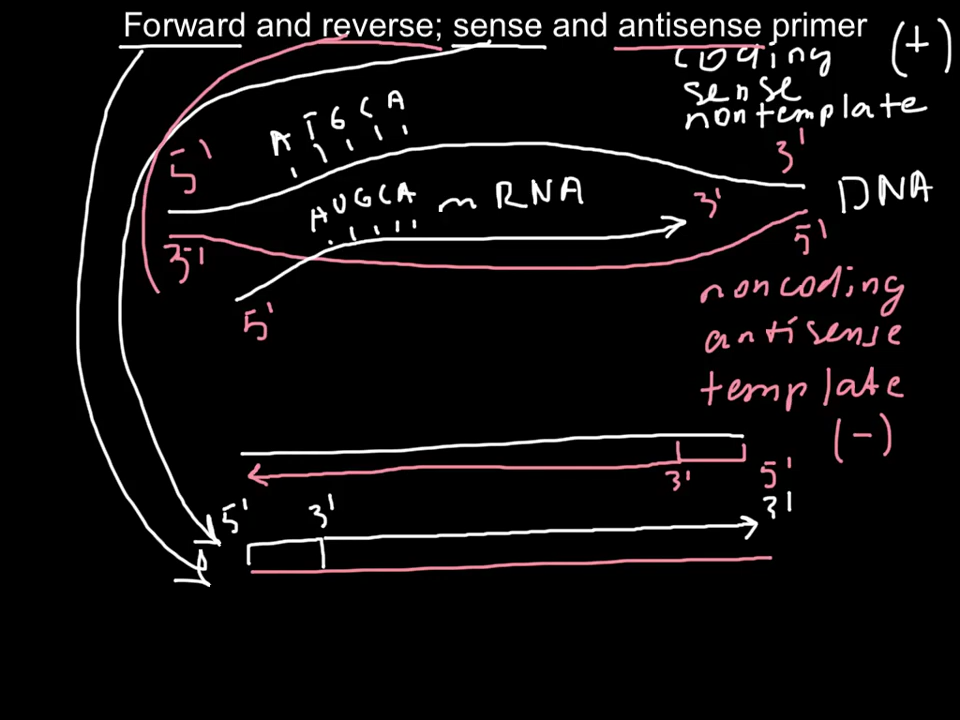 Forward and reverse; sense and antisense primer
coding (+)
sense
nontemplate
A T G C A
5' 3'
DNA
A U G C A mRNA 3'
3' 5'
5'
noncoding
antisense
template
(-)
3' 5'
5' 3' 3'